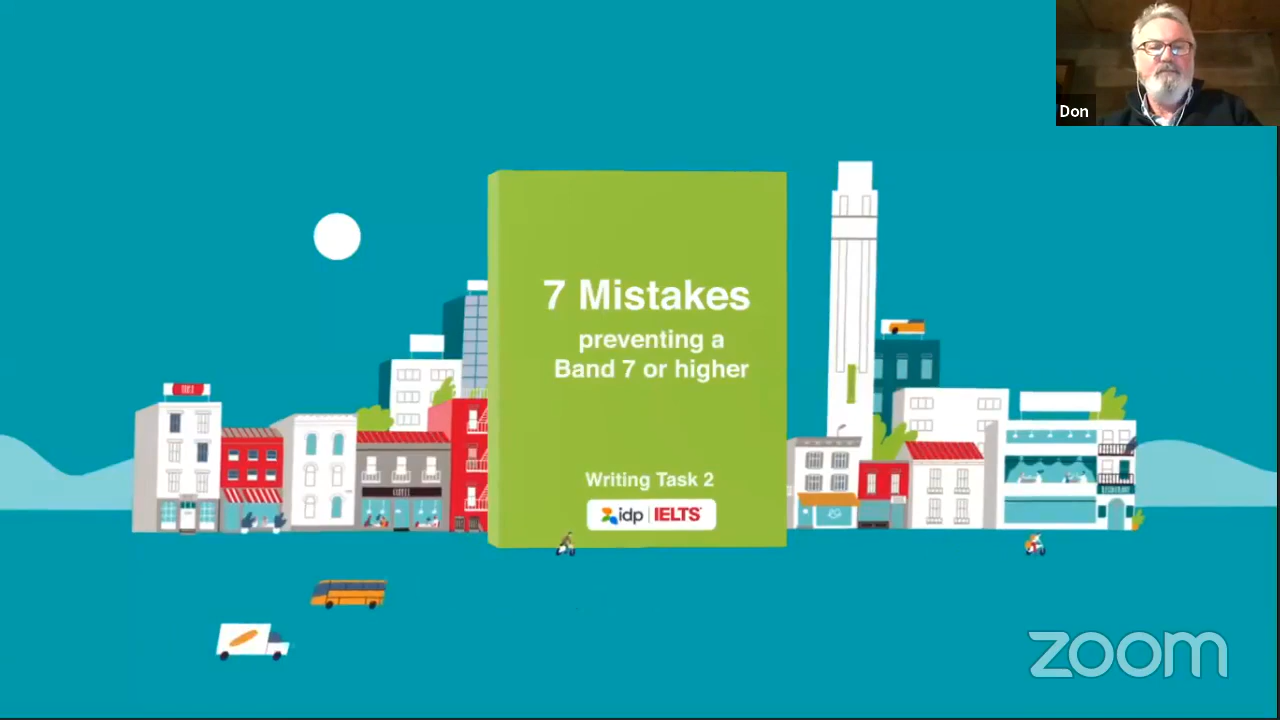 Don
7 Mistakes
preventing a
Band 7 or higher
Writing Task 2
idp IELTS
zoom